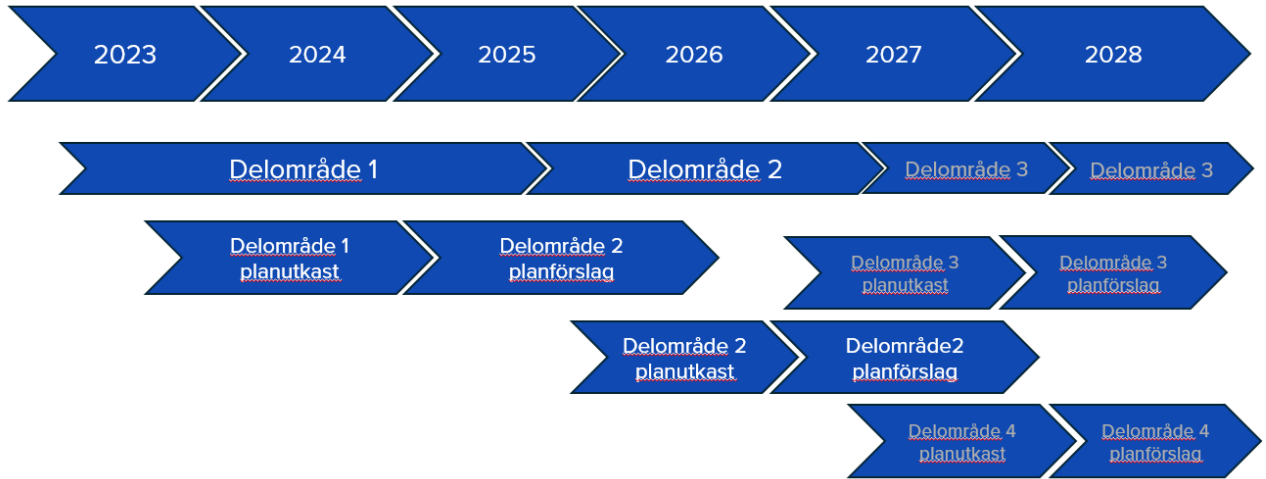 2023
2024
2025
2026
2027
2028
Delområde 1
Delområde 2
Delområde 3
Delområde 3
Delområde 1
planutkast
Delområde 2
planförslag
Delområde 3
planutkast
Delområde 3
planförslag
Delområde 2
planutkast
Delområde2
planförslag
Delområde 4
planutkast
Delområde 4
planförslag